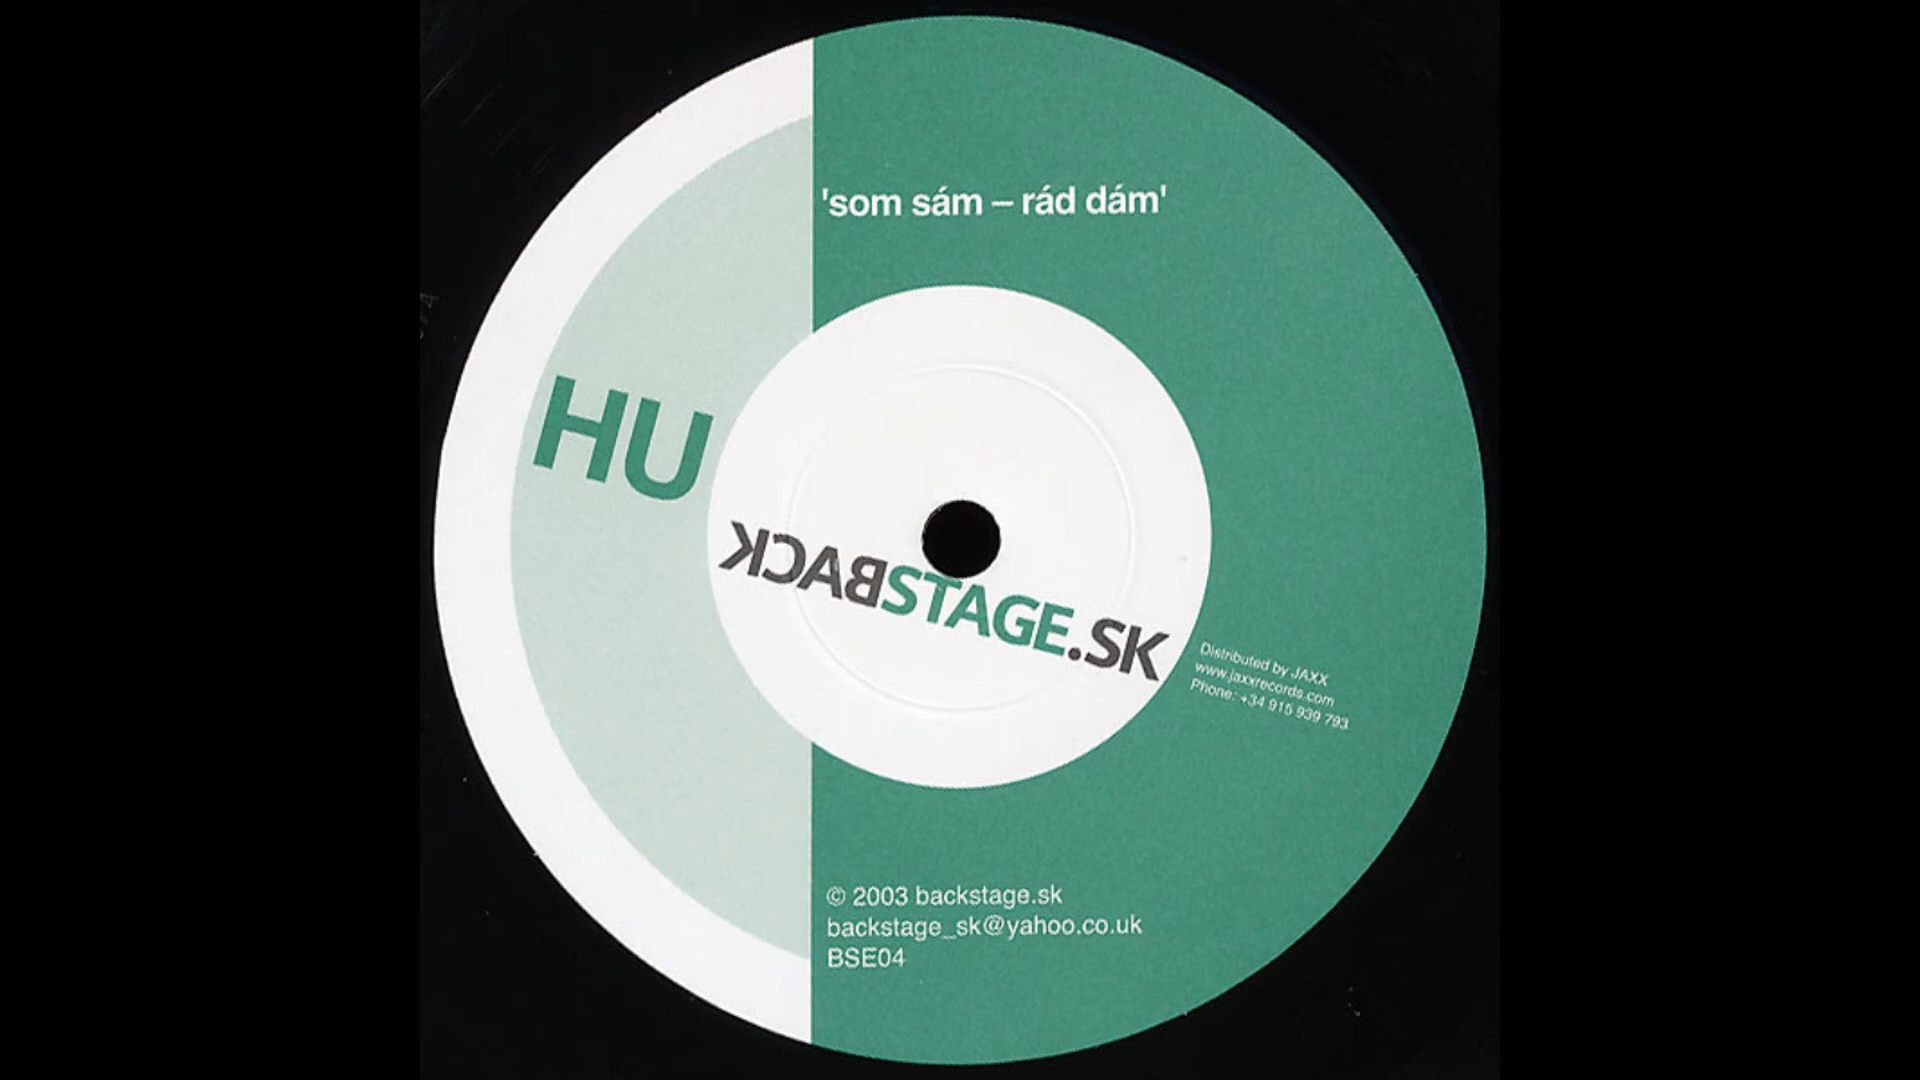 'som sám – rád dám'
HU
BACKSTAGE.SK
Distributed by JAXX
www.jaxxrecords.com
Phone: +34 915 939 793
© 2003 backstage.sk
backstage_sk@yahoo.co.uk
BSE04